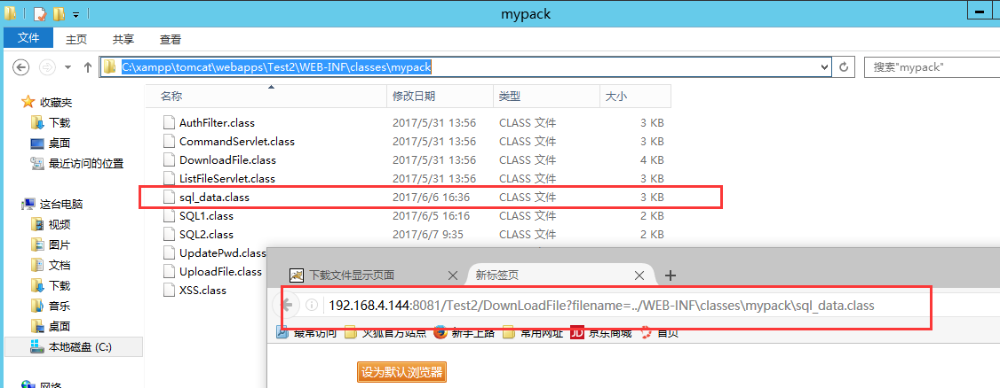 mypack
文件 主页 共享 查看
C:\xampp\tomcat\webapps\Test2\WEB-INF\classes\mypack
搜索"mypack"
名称 修改日期 类型 大小
收藏夹
下载
桌面
最近访问的位置
这台电脑
视频
图片
文档
下载
音乐
桌面
本地磁盘 (C:)
网络
AuthFilter.class 2017/5/31 13:56 CLASS 文件 3 KB
CommandServlet.class 2017/5/31 13:56 CLASS 文件 3 KB
DownloadFile.class 2017/5/31 13:56 CLASS 文件 4 KB
ListFileServlet.class 2017/5/31 13:56 CLASS 文件 3 KB
sql_data.class 2017/6/6 16:36 CLASS 文件 3 KB
SQL1.class 2017/6/5 16:16 CLASS 文件 2 KB
SQL2.class 2017/6/7 9:35 CLASS 文件 2 KB
UpdatePwd.class
UploadFile.class
XSS.class
下载文件显示页面 新标签页
192.168.4.144:8081/Test2/DownLoadFile?filename=../WEB-INF\classes\mypack\sql_data.class
最常访问 火狐官方站点 新手上路 常用网址 JD 京东商城 首页
设为默认浏览器